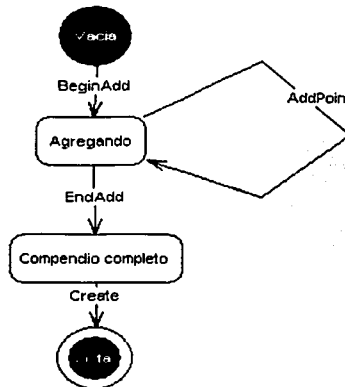 Vacia
BeginAdd
AddPoin
Agregando
EndAdd
Compendio completo
Create